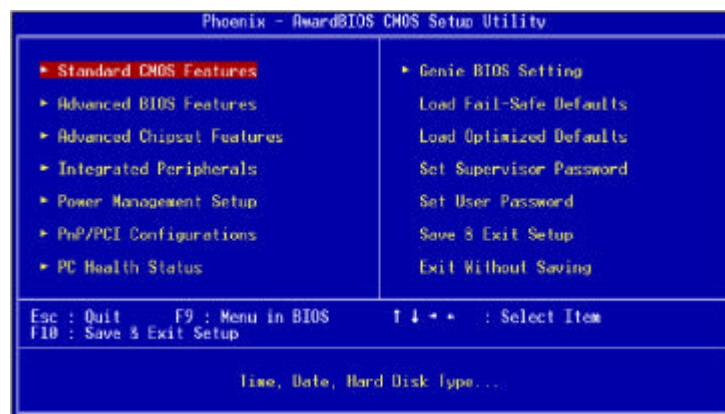 Phoenix - AwardBIOS CMOS Setup Utility
► Standard CMOS Features
► Advanced BIOS Features
► Advanced Chipset Features
► Integrated Peripherals
► Power Management Setup
► PnP/PCI Configurations
► PC Health Status
► Genie BIOS Setting
Load Fail-Safe Defaults
Load Optimized Defaults
Set Supervisor Password
Set User Password
Save & Exit Setup
Exit Without Saving
Esc : Quit F9 : Menu in BIOS ↑ ↓ → ← : Select Item
F10 : Save & Exit Setup
Time, Date, Hard Disk Type...